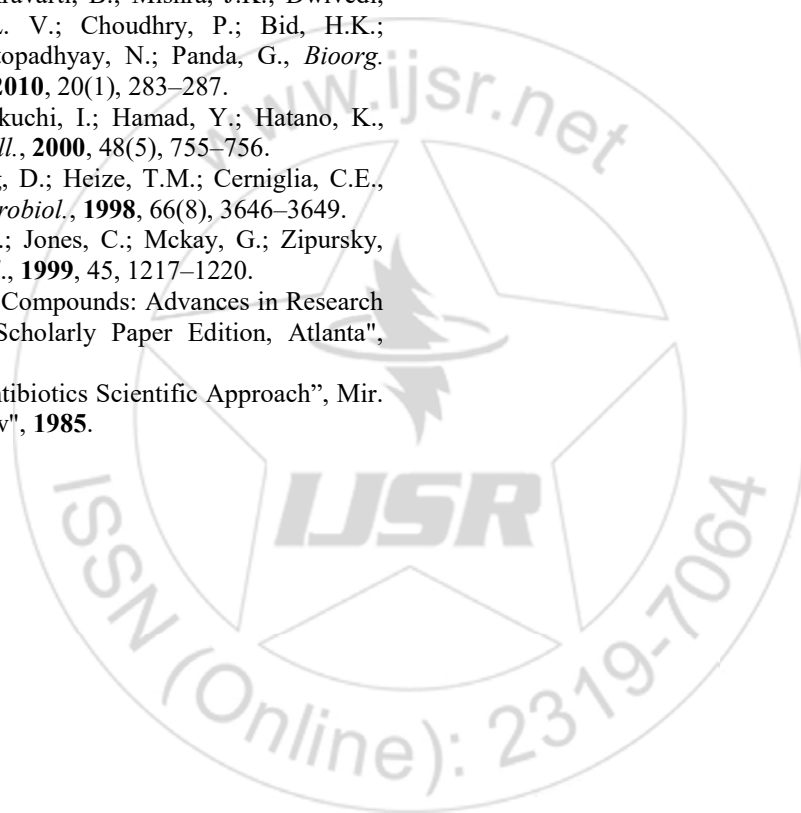 Mishra, J.K.; Dwivedi,
L. V.; Choudhry, P.; Bid, H.K.;
topadhyay, N.; Panda, G., Bioorg.
2010, 20(1), 283–287.
kuchi, I.; Hamad, Y.; Hatano, K.,
ll., 2000, 48(5), 755–756.
, D.; Heize, T.M.; Cerniglia, C.E.,
robiol., 1998, 66(8), 3646–3649.
.; Jones, C.; Mckay, G.; Zipursky,
., 1999, 45, 1217–1220.
Compounds: Advances in Research
Scholarly Paper Edition, Atlanta",
ntibiotics Scientific Approach”, Mir.
v", 1985.
www.ijsr.net
IJSR
ISSN (Online): 2319-7064